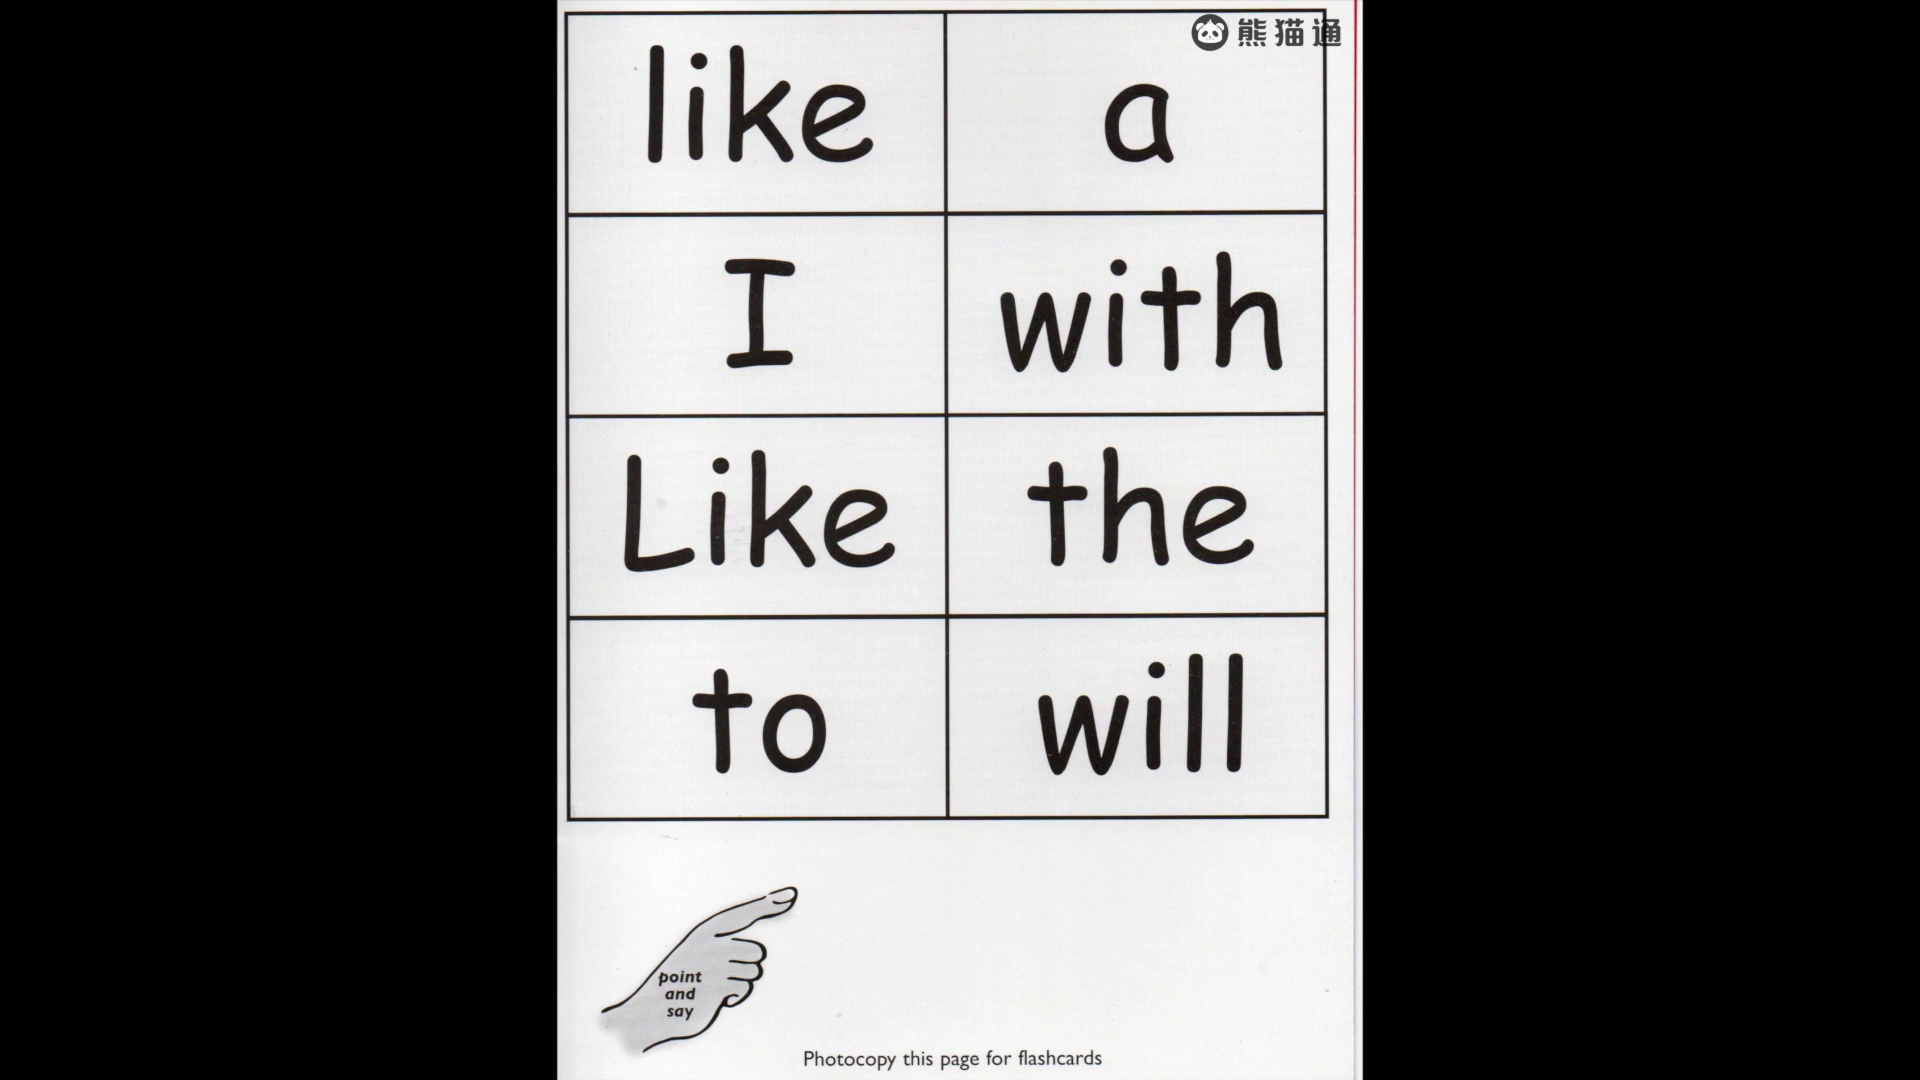 熊猫通
like a
I with
Like the
to will
point
and
say
Photocopy this page for flashcards